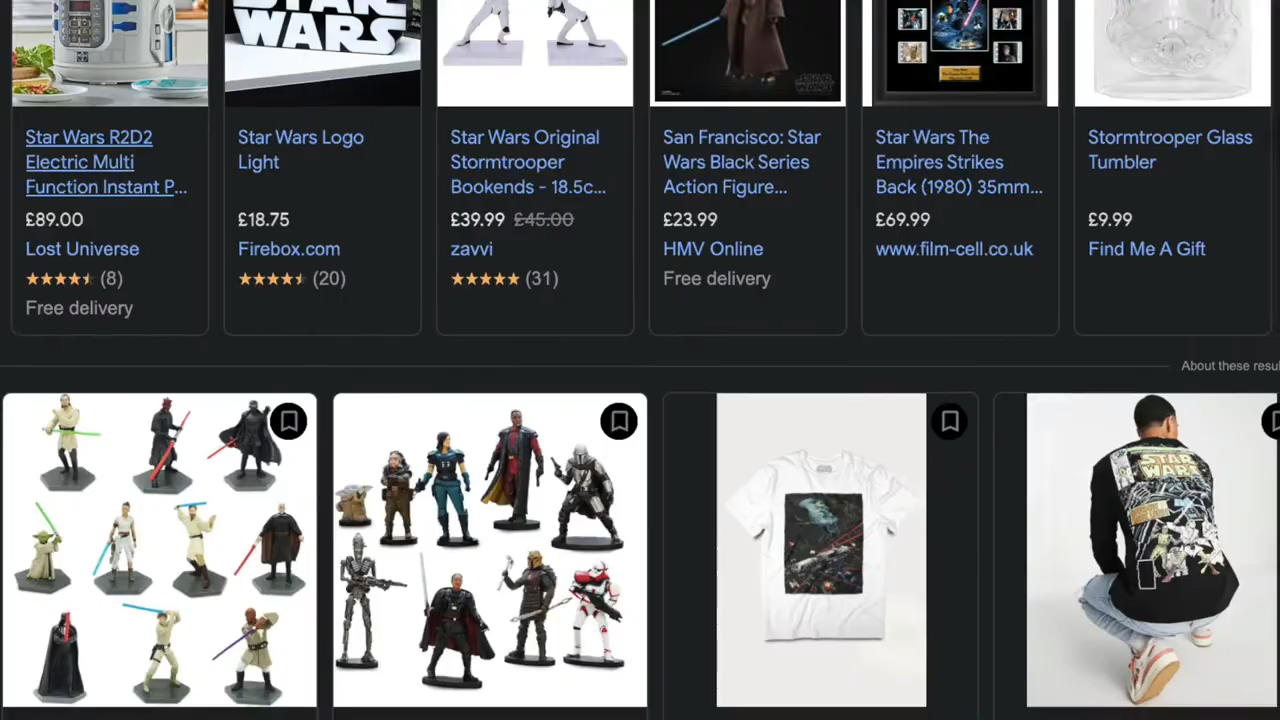 STAR
WARS
STAR
WARS
Star Wars R2D2
Electric Multi
Function Instant P...
£89.00
Lost Universe
(8)
Free delivery
Star Wars Logo
Light
£18.75
Firebox.com
(20)
Star Wars Original
Stormtrooper
Bookends - 18.5c...
£39.99 £45.00
zavvi
(31)
San Francisco: Star
Wars Black Series
Action Figure...
£23.99
HMV Online
Free delivery
Star Wars The
Empires Strikes
Back (1980) 35mm...
£69.99
www.film-cell.co.uk
Stormtrooper Glass
Tumbler
£9.99
Find Me A Gift
About these resul
STAR
WARS